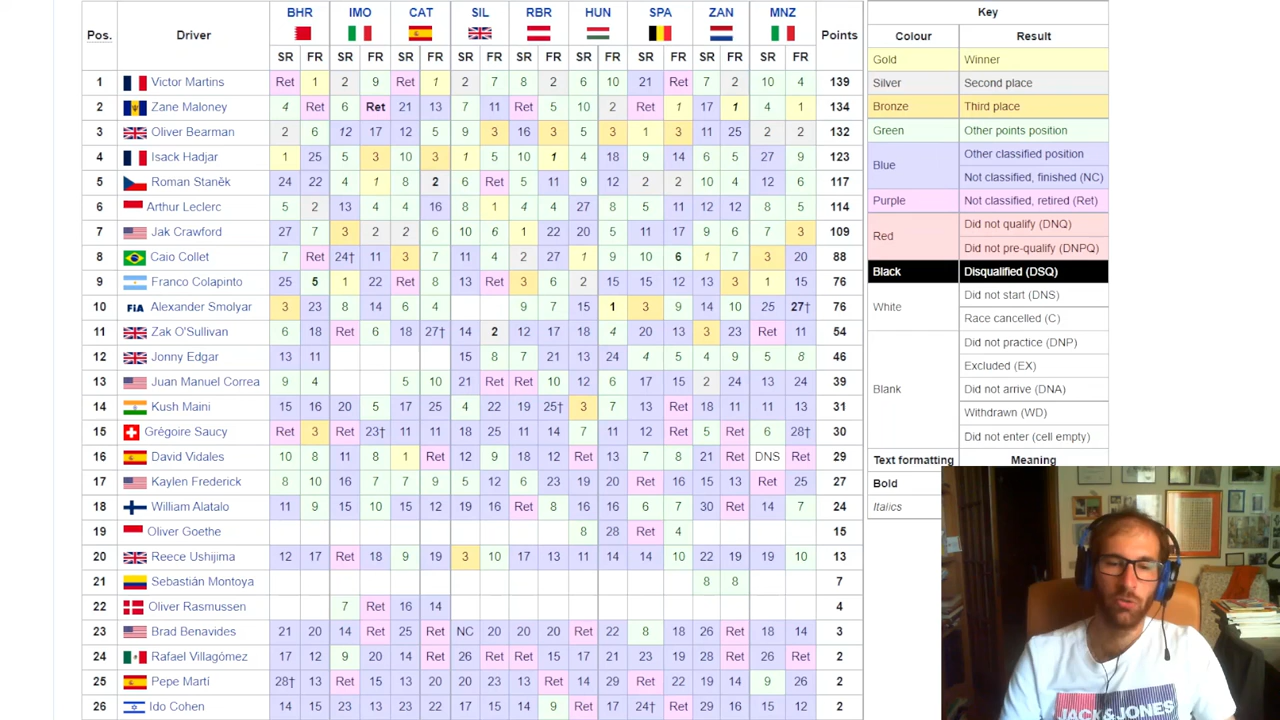 Pos. Driver BHR IMO CAT SIL RBR HUN SPA ZAN MNZ Points
SR FR SR FR SR FR SR FR SR FR SR FR SR FR SR FR SR FR
1 Victor Martins Ret 1 2 9 Ret 1 2 7 8 2 6 10 21 Ret 7 2 10 4 139
2 Zane Maloney 4 Ret 6 Ret 21 13 7 11 Ret 5 10 2 Ret 1 17 1 4 1 134
3 Oliver Bearman 2 6 12 17 12 5 9 3 16 3 5 3 1 3 11 25 2 2 132
4 Isack Hadjar 1 25 5 3 10 3 1 5 10 1 4 18 9 14 6 5 27 9 123
5 Roman Staněk 24 22 4 1 8 2 6 Ret 5 11 9 12 2 2 10 4 12 6 117
6 Arthur Leclerc 5 2 13 4 4 16 8 1 4 4 27 8 5 11 12 12 8 5 114
7 Jak Crawford 27 7 3 2 2 6 10 6 1 22 20 5 11 17 9 6 7 3 109
8 Caio Collet 7 Ret 24† 11 3 7 11 4 2 27 1 9 10 6 1 7 3 20 88
9 Franco Colapinto 25 5 1 22 Ret 8 13 Ret 3 6 2 15 15 12 13 3 1 15 76
10 Alexander Smolyar 3 23 8 14 6 4 9 7 15 1 3 9 14 10 25 27† 76
11 Zak O'Sullivan 6 18 Ret 6 18 27† 14 2 12 17 18 4 20 13 3 23 Ret 11 54
12 Jonny Edgar 13 11 15 8 7 21 13 24 4 5 4 9 5 8 46
13 Juan Manuel Correa 9 4 5 10 21 Ret Ret 10 12 6 17 15 2 24 13 24 39
14 Kush Maini 15 16 20 5 17 25 4 22 19 25† 3 7 13 Ret 18 11 11 13 31
15 Grégoire Saucy Ret 3 Ret 23† 11 11 18 25 11 14 7 11 12 Ret 5 Ret 6 28† 30
16 David Vidales 10 8 11 8 1 Ret 12 9 18 12 Ret 13 7 8 21 Ret DNS Ret 29
17 Kaylen Frederick 8 10 16 7 7 9 5 12 6 23 19 20 Ret 16 15 13 Ret 25 27
18 William Alatalo 11 9 15 10 15 12 19 16 Ret 8 16 16 6 7 30 Ret 14 7 24
19 Oliver Goethe 8 28 Ret 4 15
20 Reece Ushijima 12 17 Ret 18 9 19 3 10 17 18 11 14 14 10 22 19 19 10 13
21 Sebastián Montoya 8 8 7
22 Oliver Rasmussen 7 Ret 16 14 4
23 Brad Benavides 21 20 14 Ret 25 Ret NC 20 20 20 Ret 22 8 18 26 Ret 18 14 3
24 Rafael Villagómez 17 12 9 20 14 Ret 26 Ret Ret 15 17 21 23 19 28 Ret 26 Ret 2
25 Pepe Martí 28† 13 Ret 15 13 20 20 23 13 Ret 14 29 22 Ret 24 14 9 26 2
26 Ido Cohen 14 15 23 13 22 17 15 14 9 Ret 17 24† Ret 29 16 15 12 2
Key
Colour Result
Gold Winner
Silver Second place
Bronze Third place
Green Other points position
Blue Other classified position
Not classified, finished (NC)
Purple Not classified, retired (Ret)
Red Did not qualify (DNQ)
Did not pre-qualify (DNPQ)
Black Disqualified (DSQ)
White Did not start (DNS)
Race cancelled (C)
Blank Did not practice (DNP)
Excluded (EX)
Did not arrive (DNA)
Withdrawn (WD)
Did not enter (cell empty)
Text formatting Meaning
Bold
Italics
JACK & JONES